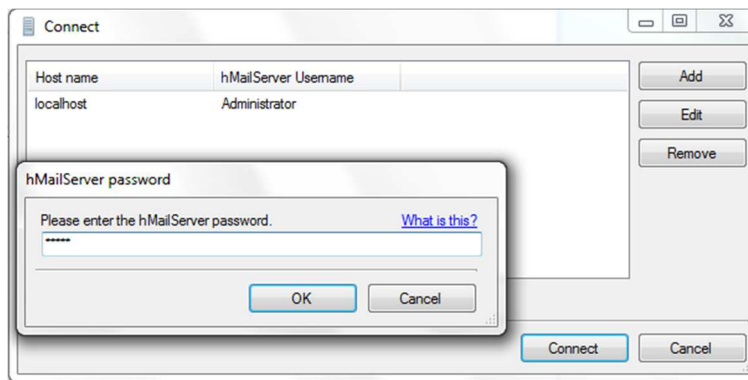 Connect
Host name hMailServer Username
localhost Administrator
Add
Edit
Remove
hMailServer password
Please enter the hMailServer password. What is this?
*****
OK Cancel
Connect Cancel